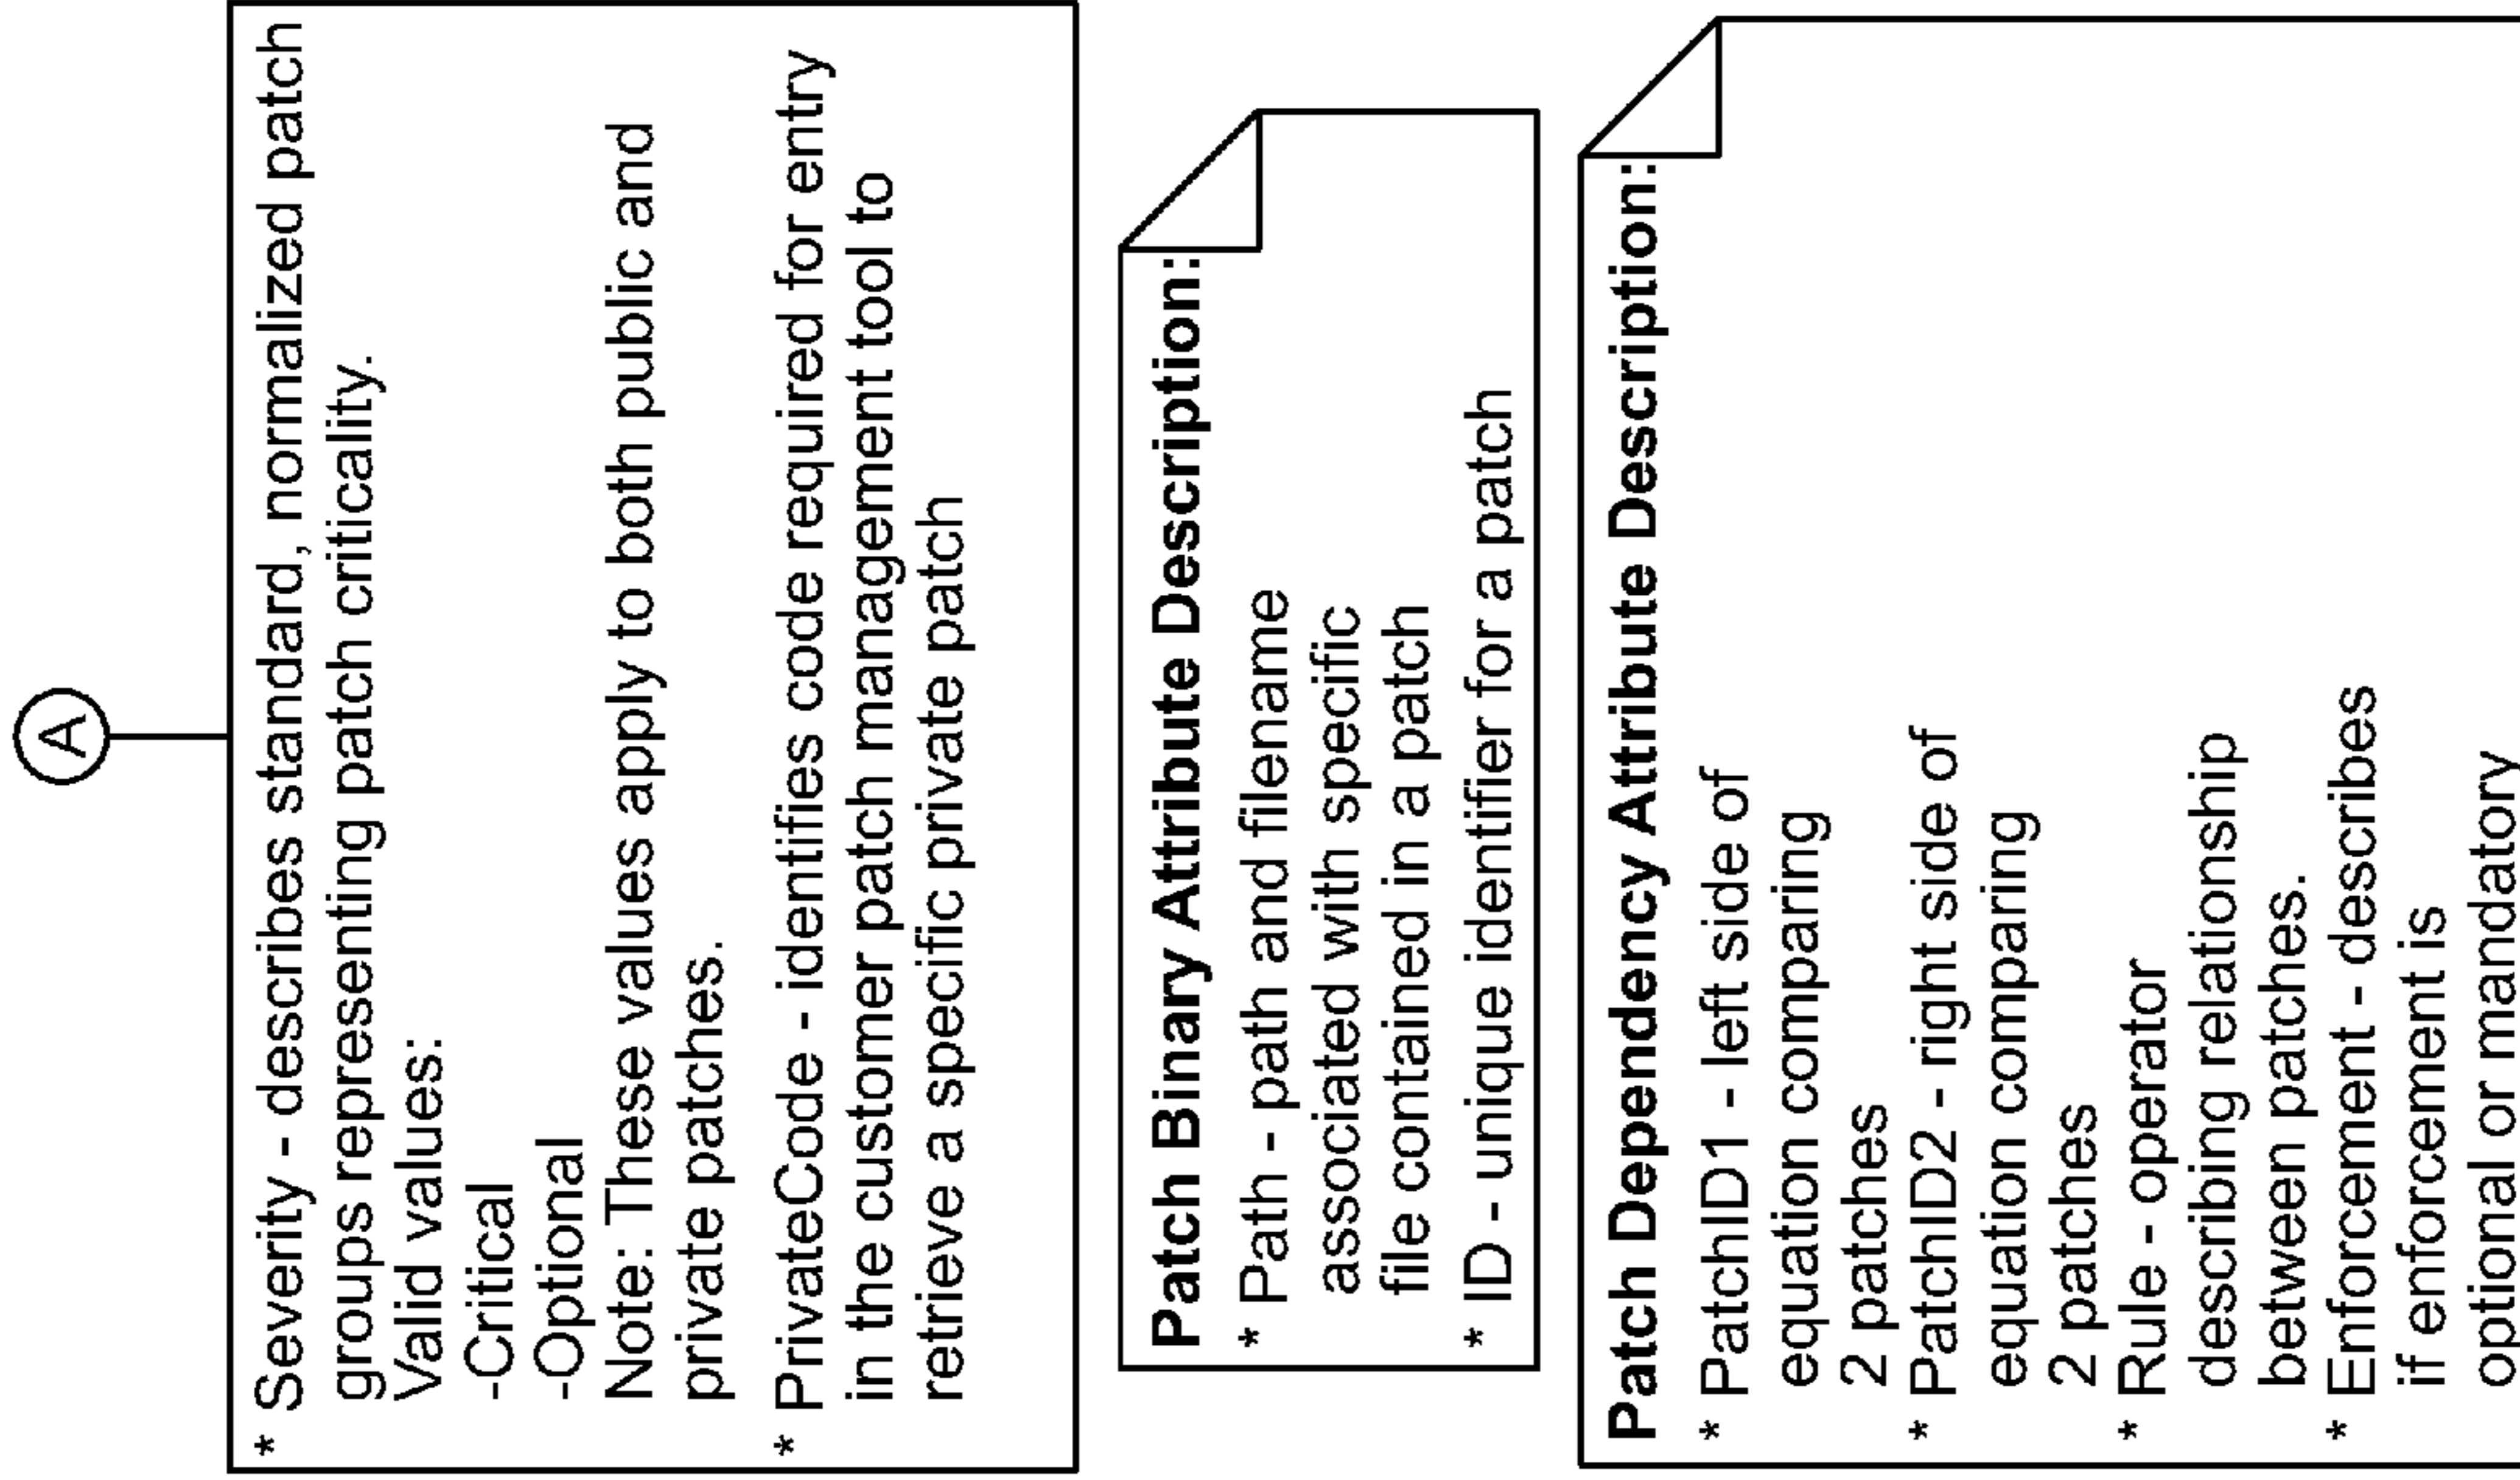 A
* Severity - describes standard, normalized patch
groups representing patch criticality.
Valid values:
-Critical
-Optional
Note: These values apply to both public and
private patches.
* PrivateCode - identifies code required for entry
in the customer patch management tool to
retrieve a specific private patch
Patch Binary Attribute Description:
* Path - path and filename
associated with specific
file contained in a patch
* ID - unique identifier for a patch
Patch Dependency Attribute Description:
* PatchID1 - left side of
equation comparing
2 patches
* PatchID2 - right side of
equation comparing
2 patches
* Rule - operator
describing relationship
between patches.
* Enforcement - describes
if enforcement is
optional or mandatory